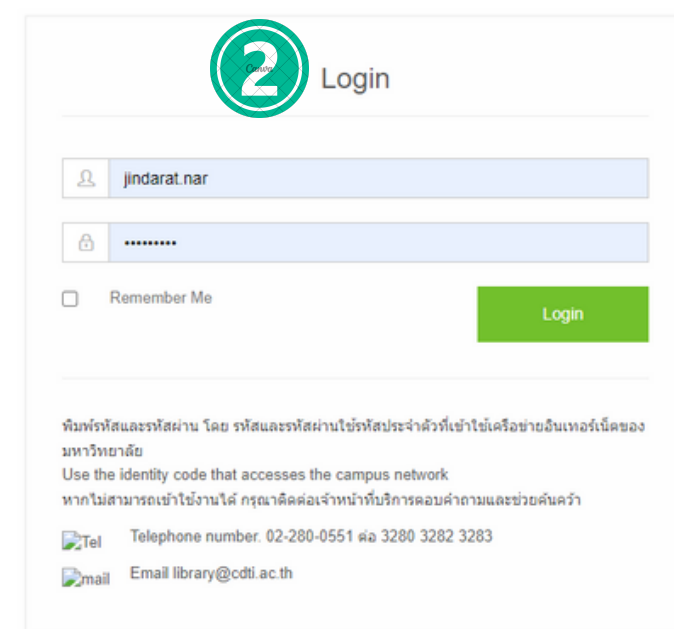 2
Canva
Login
jindarat.nar
•••••••••
Remember Me
Login
พิมพ์รหัสและรหัสผ่าน โดย รหัสและรหัสผ่านใช้รหัสประจำตัวที่เข้าใช้เครือข่ายอินเทอร์เน็ตของ
มหาวิทยาลัย
Use the identity code that accesses the campus network
หากไม่สามารถเข้าใช้งานได้ กรุณาติดต่อเจ้าหน้าที่บริการตอบคำถามและช่วยค้นคว้า
Tel Telephone number. 02-280-0551 ต่อ 3280 3282 3283
mail Email library@cdti.ac.th